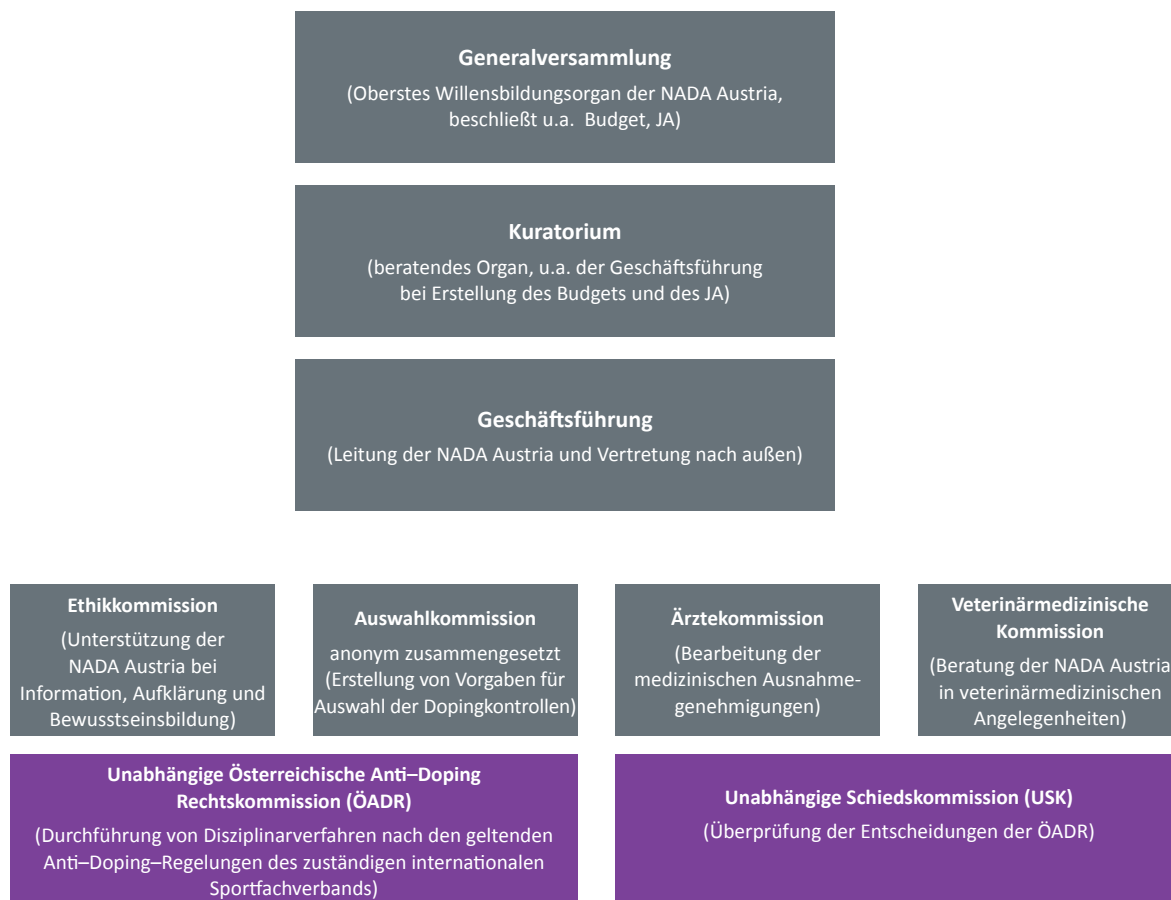 Generalversammlung
(Oberstes Willensbildungsorgan der NADA Austria,
beschließt u.a. Budget, JA)
Kuratorium
(beratendes Organ, u.a. der Geschäftsführung
bei Erstellung des Budgets und des JA)
Geschäftsführung
(Leitung der NADA Austria und Vertretung nach außen)
Ethikkommission
(Unterstützung der
NADA Austria bei
Information, Aufklärung und
Bewusstseinsbildung)
Auswahlkommission
anonym zusammengesetzt
(Erstellung von Vorgaben für
Auswahl der Dopingkontrollen)
Ärztekommission
(Bearbeitung der
medizinischen Ausnahme-
genehmigungen)
Veterinärmedizinische
Kommission
(Beratung der NADA Austria
in veterinärmedizinischen
Angelegenheiten)
Unabhängige Österreichische Anti–Doping
Rechtskommission (ÖADR)
(Durchführung von Disziplinarverfahren nach den geltenden
Anti–Doping–Regelungen des zuständigen internationalen
Sportfachverbands)
Unabhängige Schiedskommission (USK)
(Überprüfung der Entscheidungen der ÖADR)